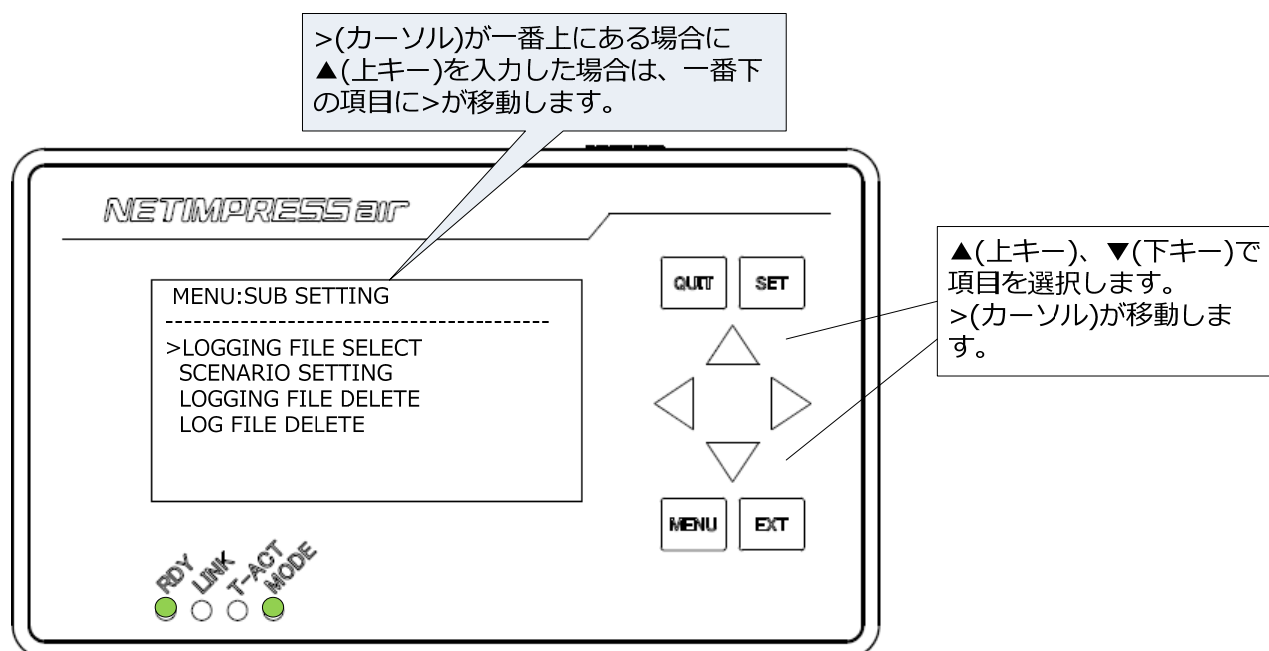 >(カーソル)が一番上にある場合に
▲(上キー)を入力した場合は、一番下
の項目に>が移動します。
NETIMPRESS air
MENU:SUB SETTING
-----------------------------------------
>LOGGING FILE SELECT
SCENARIO SETTING
LOGGING FILE DELETE
LOG FILE DELETE
QUIT
SET
▲(上キー)、▼(下キー)で
項目を選択します。
>(カーソル)が移動しま
す。
MENU
EXT
RDY
LINK
T-ACT
MODE